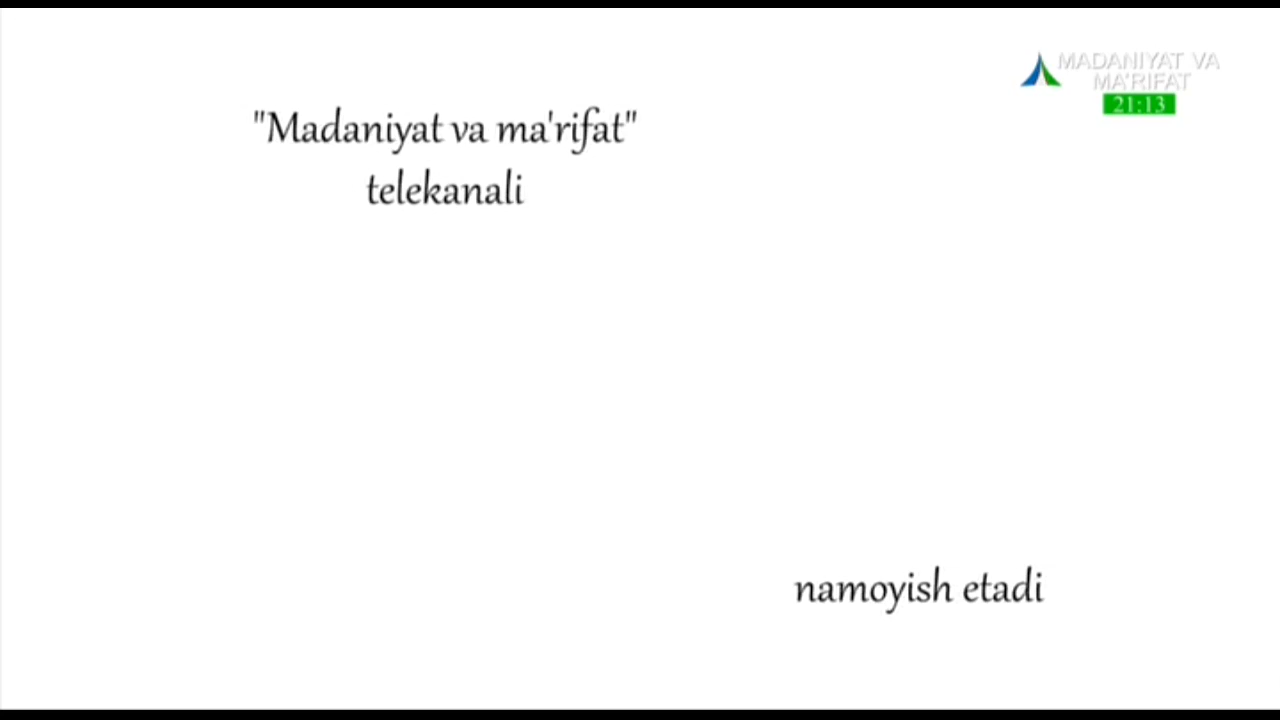 MADANIYAT VA
MA'RIFAT
21:13
"Madaniyat va ma'rifat"
telekanali
namoyish etadi